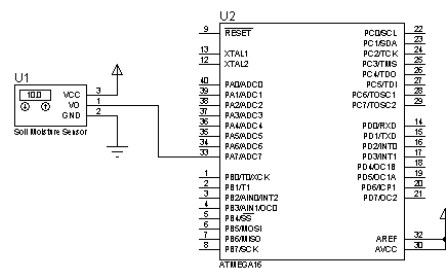 U1
10.0
VCC 3
VO 1
GND 2
Soil Moisture Sensor
U2
9 RESET
13 XTAL1
12 XTAL2
40 PA0/ADC0
39 PA1/ADC1
38 PA2/ADC2
37 PA3/ADC3
36 PA4/ADC4
35 PA5/ADC5
34 PA6/ADC6
33 PA7/ADC7
1 PB0/T0/XCK
2 PB1/T1
3 PB2/AIN0/INT2
4 PB3/AIN1/OC0
5 PB4/SS
6 PB5/MOSI
7 PB6/MISO
8 PB7/SCK
PC0/SCL 22
PC1/SDA 23
PC2/TCK 24
PC3/TMS 25
PC4/TDO 26
PC5/TDI 27
PC6/TOSC1 28
PC7/TOSC2 29
PD0/RXD 14
PD1/TXD 15
PD2/INT0 16
PD3/INT1 17
PD4/OC1B 18
PD5/OC1A 19
PD6/ICP1 20
PD7/OC2 21
AREF 32
AVCC 30
ATMEGA16